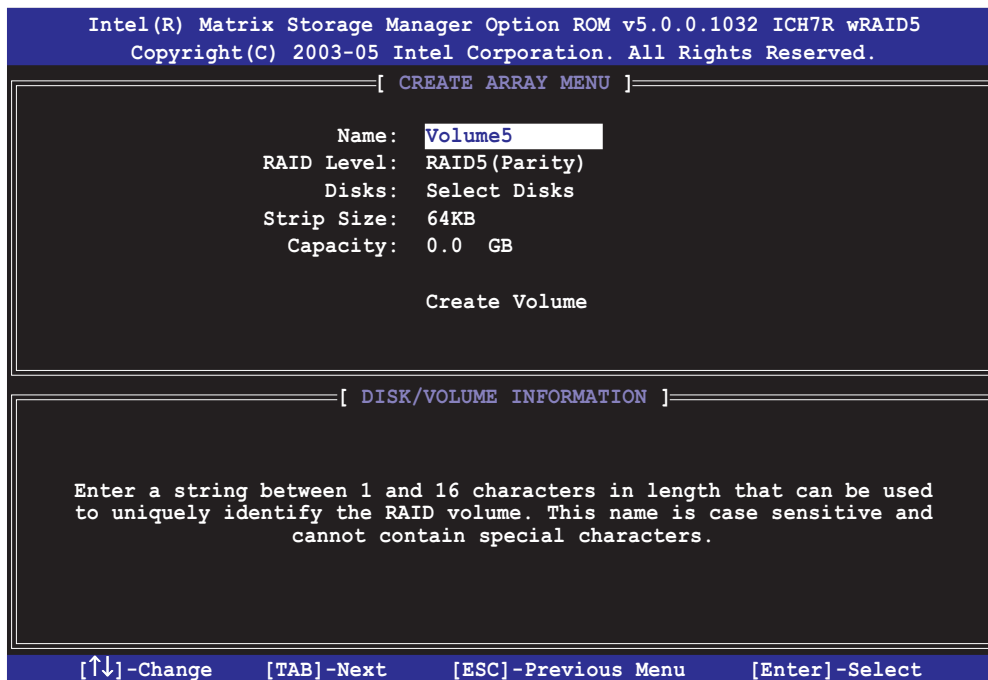 Intel(R) Matrix Storage Manager Option ROM v5.0.0.1032 ICH7R wRAID5
Copyright(C) 2003-05 Intel Corporation. All Rights Reserved.
[ CREATE ARRAY MENU ]
Name: Volume5
RAID Level: RAID5(Parity)
Disks: Select Disks
Strip Size: 64KB
Capacity: 0.0 GB
Create Volume
[ DISK/VOLUME INFORMATION ]
Enter a string between 1 and 16 characters in length that can be used
to uniquely identify the RAID volume. This name is case sensitive and
cannot contain special characters.
[↑↓]-Change [TAB]-Next [ESC]-Previous Menu [Enter]-Select